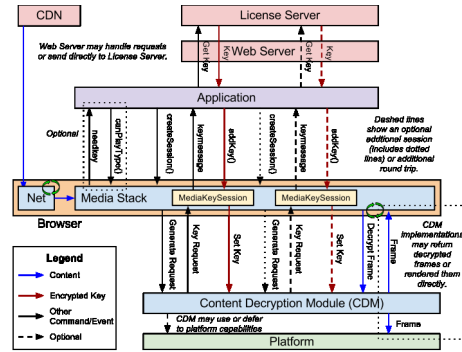 CDN
License Server
Web Server may handle requests
or send directly to License Server.
Get Key
Key
Get Key
Key
Web Server
Application
Optional
needkey
canPlayType()
createSession()
keymessage
addKey()
createSession()
keymessage
addKey()
Dashed lines
show an optional
addtional session
(includes dotted
lines) or additional
round trip.
Net
Media Stack
MediaKeySession
MediaKeySession
Browser
Generate Request
Key Request
Set Key
Generate Request
Key Request
Set Key
Decrypt Frame
Frame
CDM
implementations
may return
decrypted
frames or
rendered them
directly.
Legend
Content
Encrypted Key
Other
Command/Event
Optional
Content Decryption Module (CDM)
CDM may use or defer
to platform capabilities
Frame
Platform